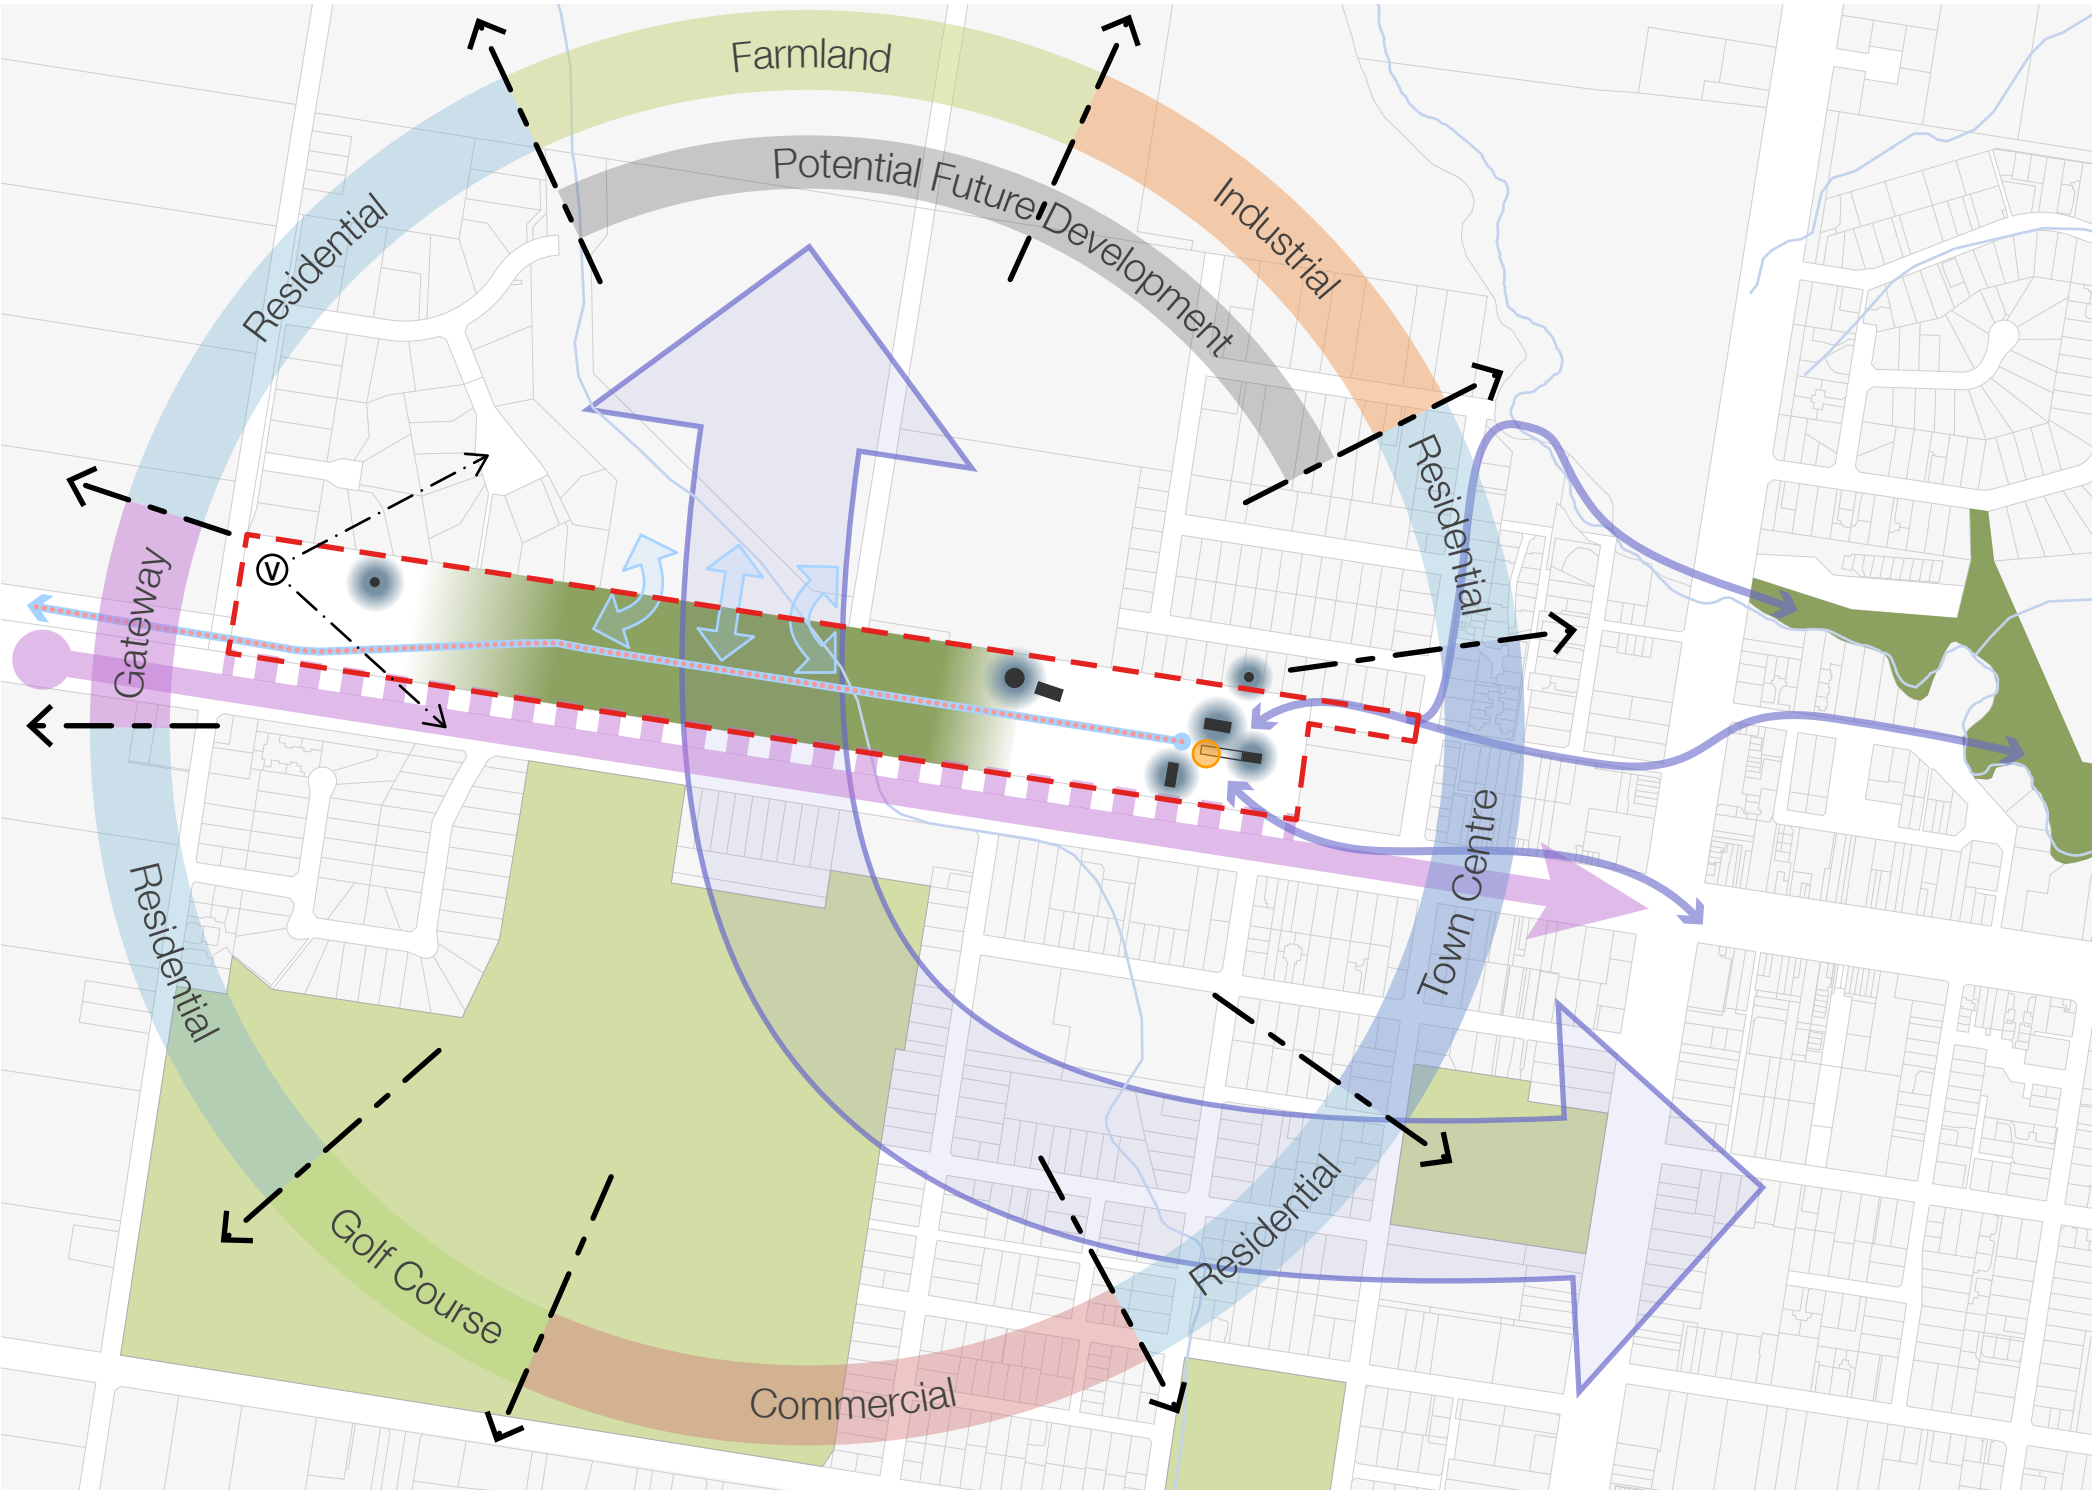 Farmland
Potential Future Development
Industrial
Residential
Residential
Gateway
V
Town Centre
Residential
Residential
Golf Course
Commercial